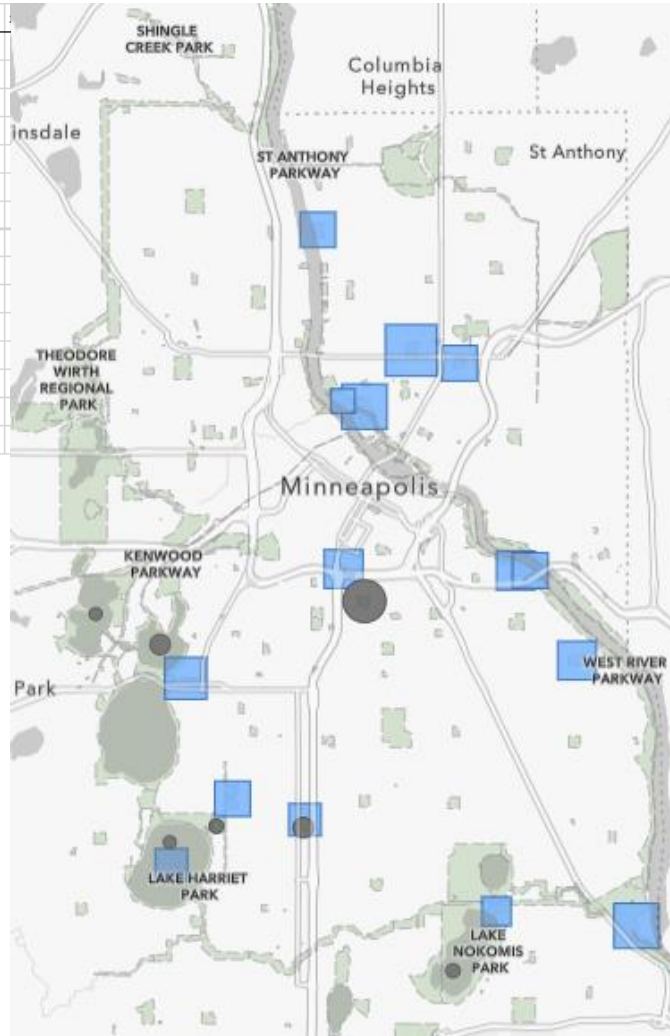 SHINGLE
CREEK PARK
Columbia
Heights
insdale
ST ANTHONY
PARKWAY
St Anthony
THEODORE
WIRTH
REGIONAL
PARK
Minneapolis
KENWOOD
PARKWAY
WEST RIVER
PARKWAY
Park
LAKE HARRIET
PARK
LAKE
NOKOMIS
PARK